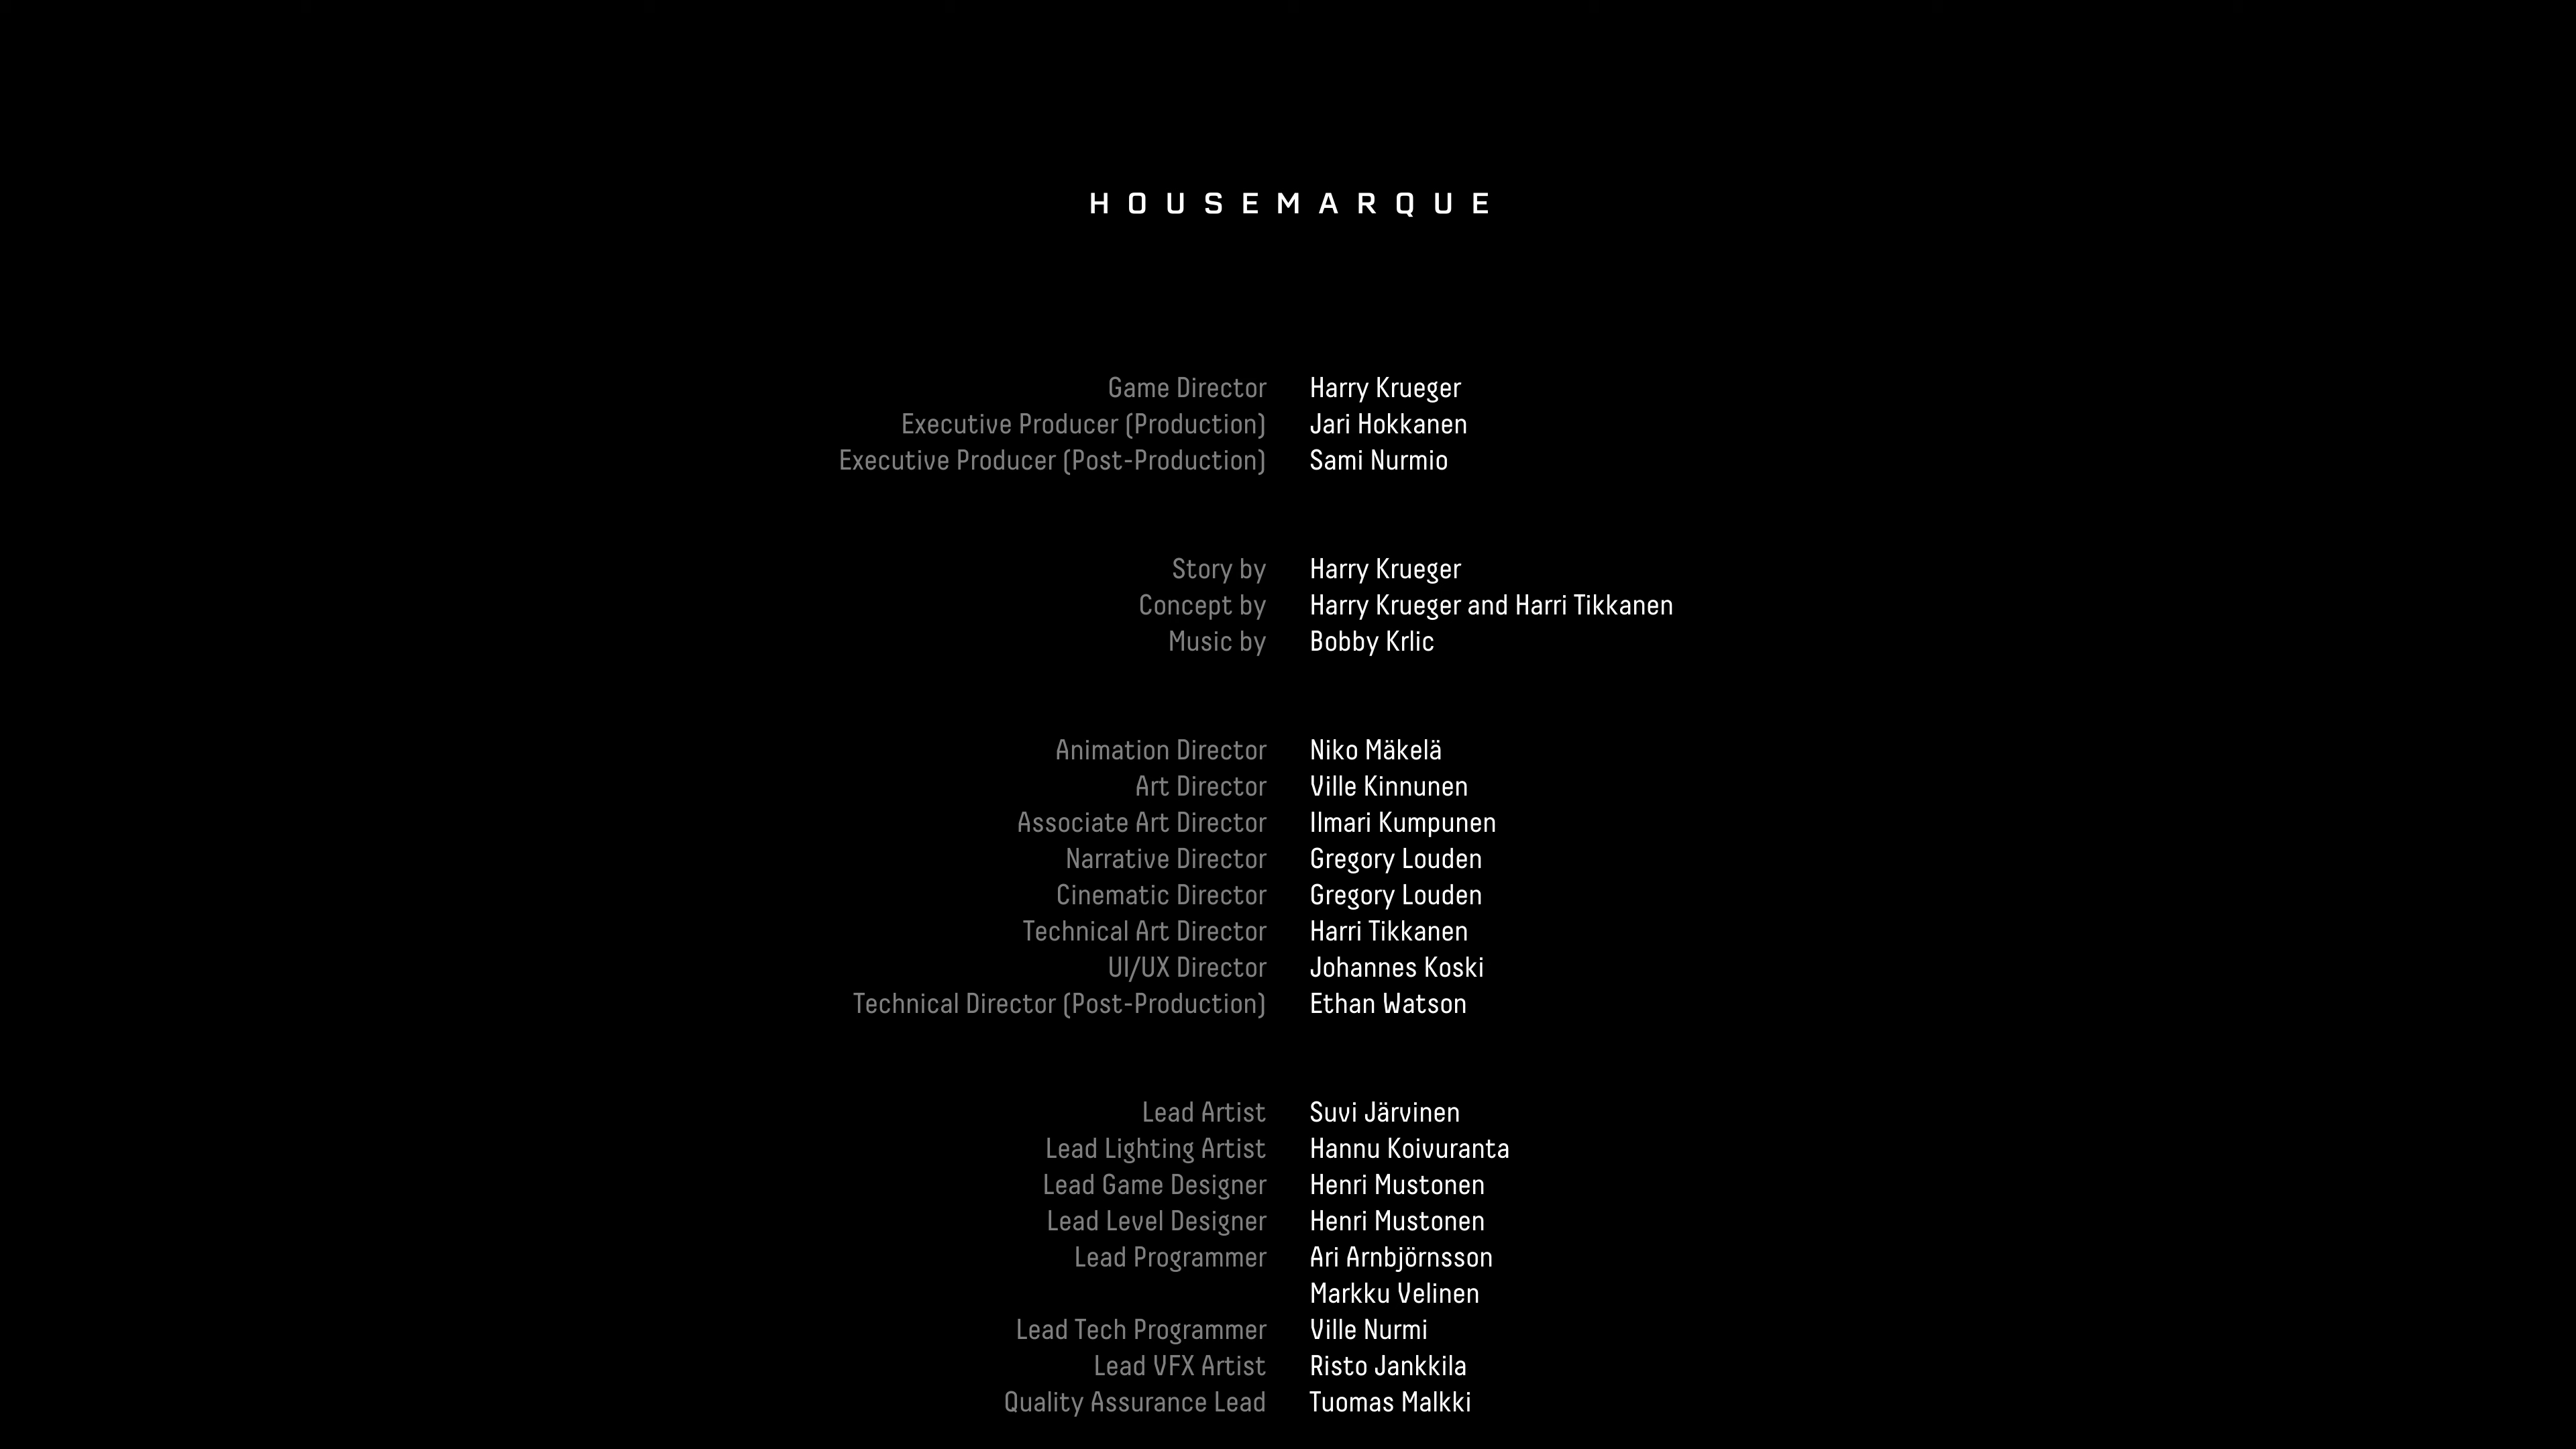 HOUSEMARQUE
Game Director Harry Krueger
Executive Producer (Production) Jari Hokkanen
Executive Producer (Post-Production) Sami Nurmio
Story by Harry Krueger
Concept by Harry Krueger and Harri Tikkanen
Music by Bobby Krlic
Animation Director Niko Mäkelä
Art Director Ville Kinnunen
Associate Art Director Ilmari Kumpunen
Narrative Director Gregory Louden
Cinematic Director Gregory Louden
Technical Art Director Harri Tikkanen
UI/UX Director Johannes Koski
Technical Director (Post-Production) Ethan Watson
Lead Artist Suvi Järvinen
Lead Lighting Artist Hannu Koivuranta
Lead Game Designer Henri Mustonen
Lead Level Designer Henri Mustonen
Lead Programmer Ari Arnbjörnsson
Markku Velinen
Lead Tech Programmer Ville Nurmi
Lead VFX Artist Risto Jankkila
Quality Assurance Lead Tuomas Malkki